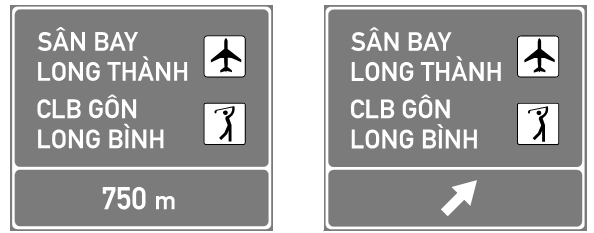 SÂN BAY
LONG THÀNH
CLB GÔN
LONG BÌNH
750 m
SÂN BAY
LONG THÀNH
CLB GÔN
LONG BÌNH